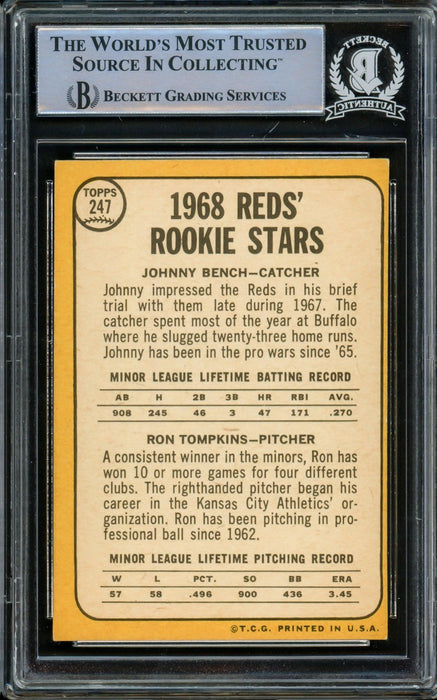 THE WORLD'S MOST TRUSTED
SOURCE IN COLLECTING™
B BECKETT GRADING SERVICES
BECKETT
B
AUTHENTIC
TOPPS
247
1968 REDS'
ROOKIE STARS
JOHNNY BENCH–CATCHER
Johnny impressed the Reds in his brief
trial with them late during 1967. The
catcher spent most of the year at Buffalo
where he slugged twenty-three home runs.
Johnny has been in the pro wars since '65.
MINOR LEAGUE LIFETIME BATTING RECORD
AB H 2B 3B HR RBI AVG.
908 245 46 3 47 171 .270
RON TOMPKINS–PITCHER
A consistent winner in the minors, Ron has
won 10 or more games for four different
clubs. The righthanded pitcher began his
career in the Kansas City Athletics' or-
ganization. Ron has been pitching in pro-
fessional ball since 1962.
MINOR LEAGUE LIFETIME PITCHING RECORD
W L PCT. SO BB ERA
57 58 .496 900 436 3.45
©T.C.G. PRINTED IN U.S.A.